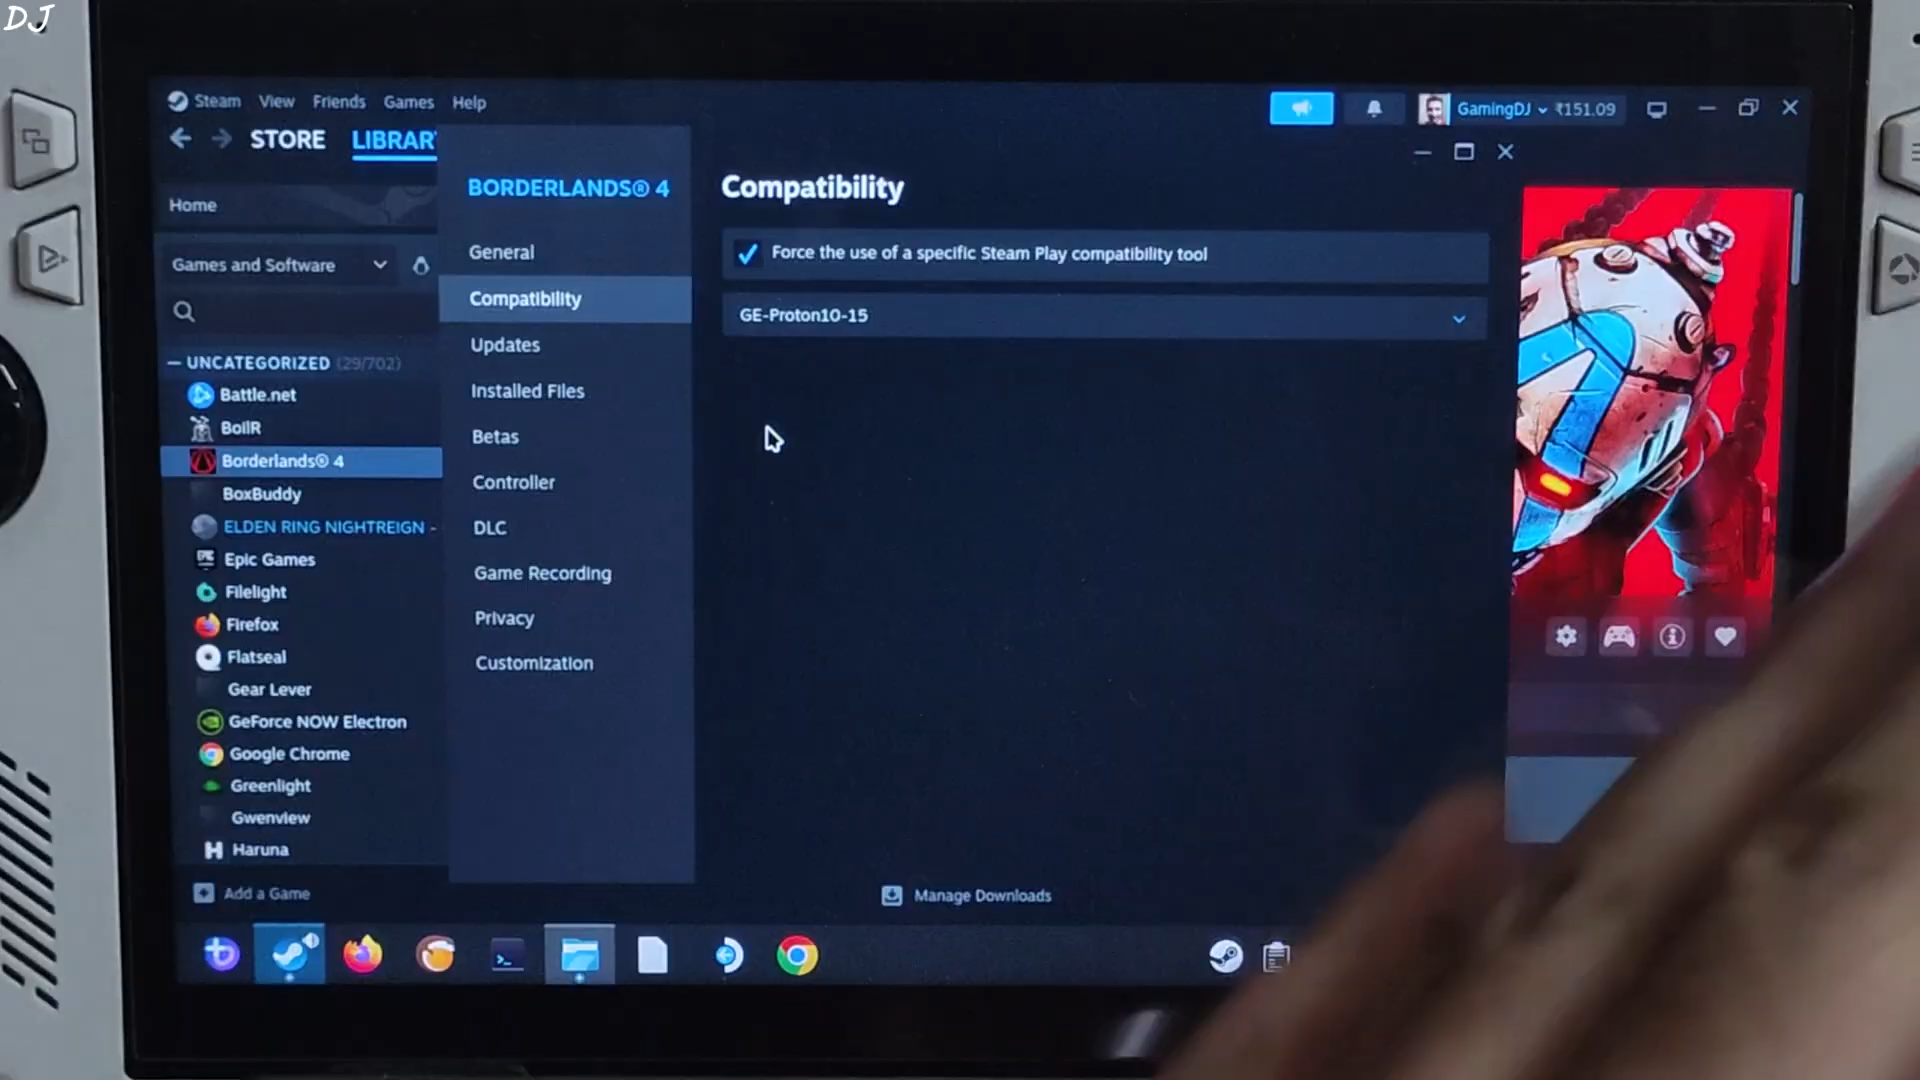 DJ
Steam View Friends Games Help
GamingDJ ₹151.09
STORE LIBRAR
Home
Games and Software
UNCATEGORIZED (29/702)
Battle.net
BoilR
Borderlands® 4
BoxBuddy
ELDEN RING NIGHTREIGN -
Epic Games
Filelight
Firefox
Flatseal
Gear Lever
GeForce NOW Electron
Google Chrome
Greenlight
Gwenview
Haruna
Add a Game
BORDERLANDS® 4
General
Compatibility
Updates
Installed Files
Betas
Controller
DLC
Game Recording
Privacy
Customization
Compatibility
Force the use of a specific Steam Play compatibility tool
GE-Proton10-15
Manage Downloads